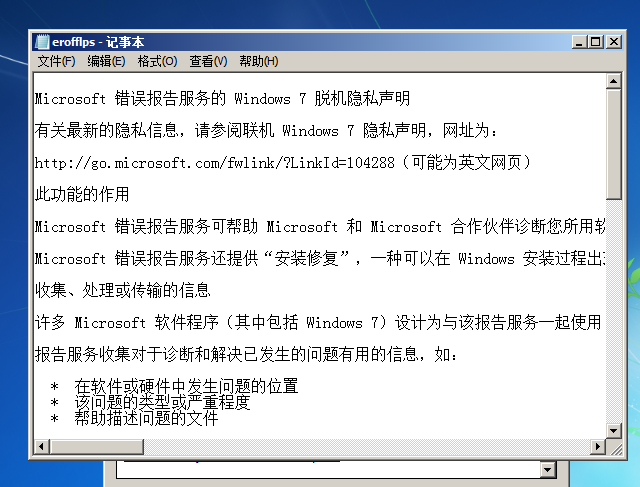 erofflps - 记事本
文件(F) 编辑(E) 格式(O) 查看(V) 帮助(H)
Microsoft 错误报告服务的 Windows 7 脱机隐私声明
有关最新的隐私信息，请参阅联机 Windows 7 隐私声明，网址为：
http://go.microsoft.com/fwlink/?LinkId=104288（可能为英文网页）
此功能的作用
Microsoft 错误报告服务可帮助 Microsoft 和 Microsoft 合作伙伴诊断您所用软
Microsoft 错误报告服务还提供“安装修复”，一种可以在 Windows 安装过程出
收集、处理或传输的信息
许多 Microsoft 软件程序（其中包括 Windows 7）设计为与该报告服务一起使用
报告服务收集对于诊断和解决已发生的问题有用的信息，如：
* 在软件或硬件中发生问题的位置
* 该问题的类型或严重程度
* 帮助描述问题的文件